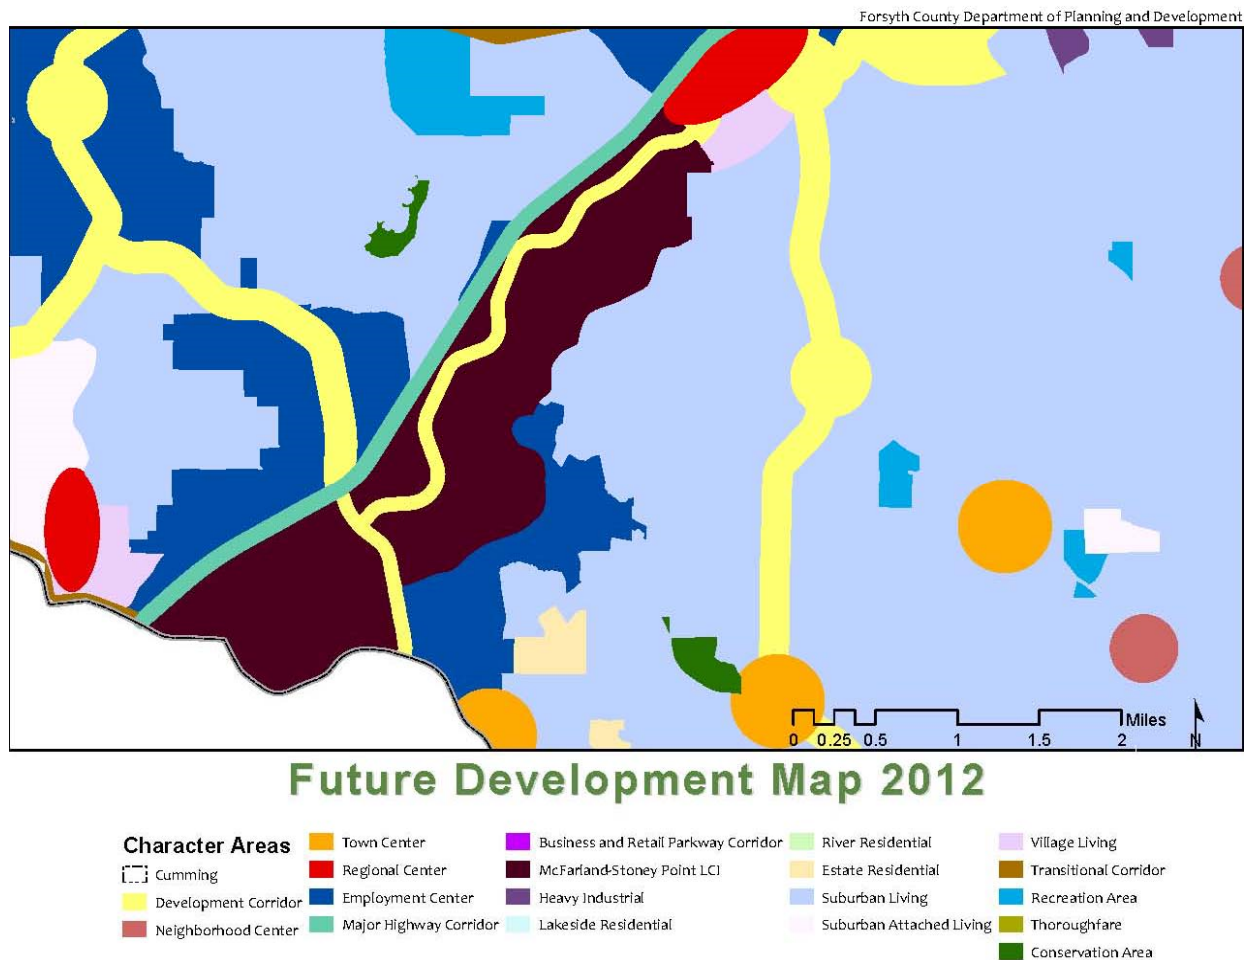 Forsyth County Department of Planning and Development
3
Miles
0 0.25 0.5 1 1.5 2 N
Future Development Map 2012
Character Areas
Cumming
Development Corridor
Neighborhood Center
Town Center
Regional Center
Employment Center
Major Highway Corridor
Business and Retail Parkway Corridor
McFarland-Stoney Point LCI
Heavy Industrial
Lakeside Residential
River Residential
Estate Residential
Suburban Living
Suburban Attached Living
Village Living
Transitional Corridor
Recreation Area
Thoroughfare
Conservation Area